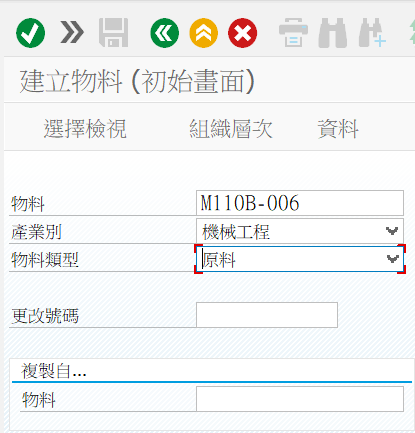 建立物料 (初始畫面)
選擇檢視 組織層次 資料
物料 M110B-006
產業別 機械工程
物料類型 原料
更改號碼
複製自...
物料